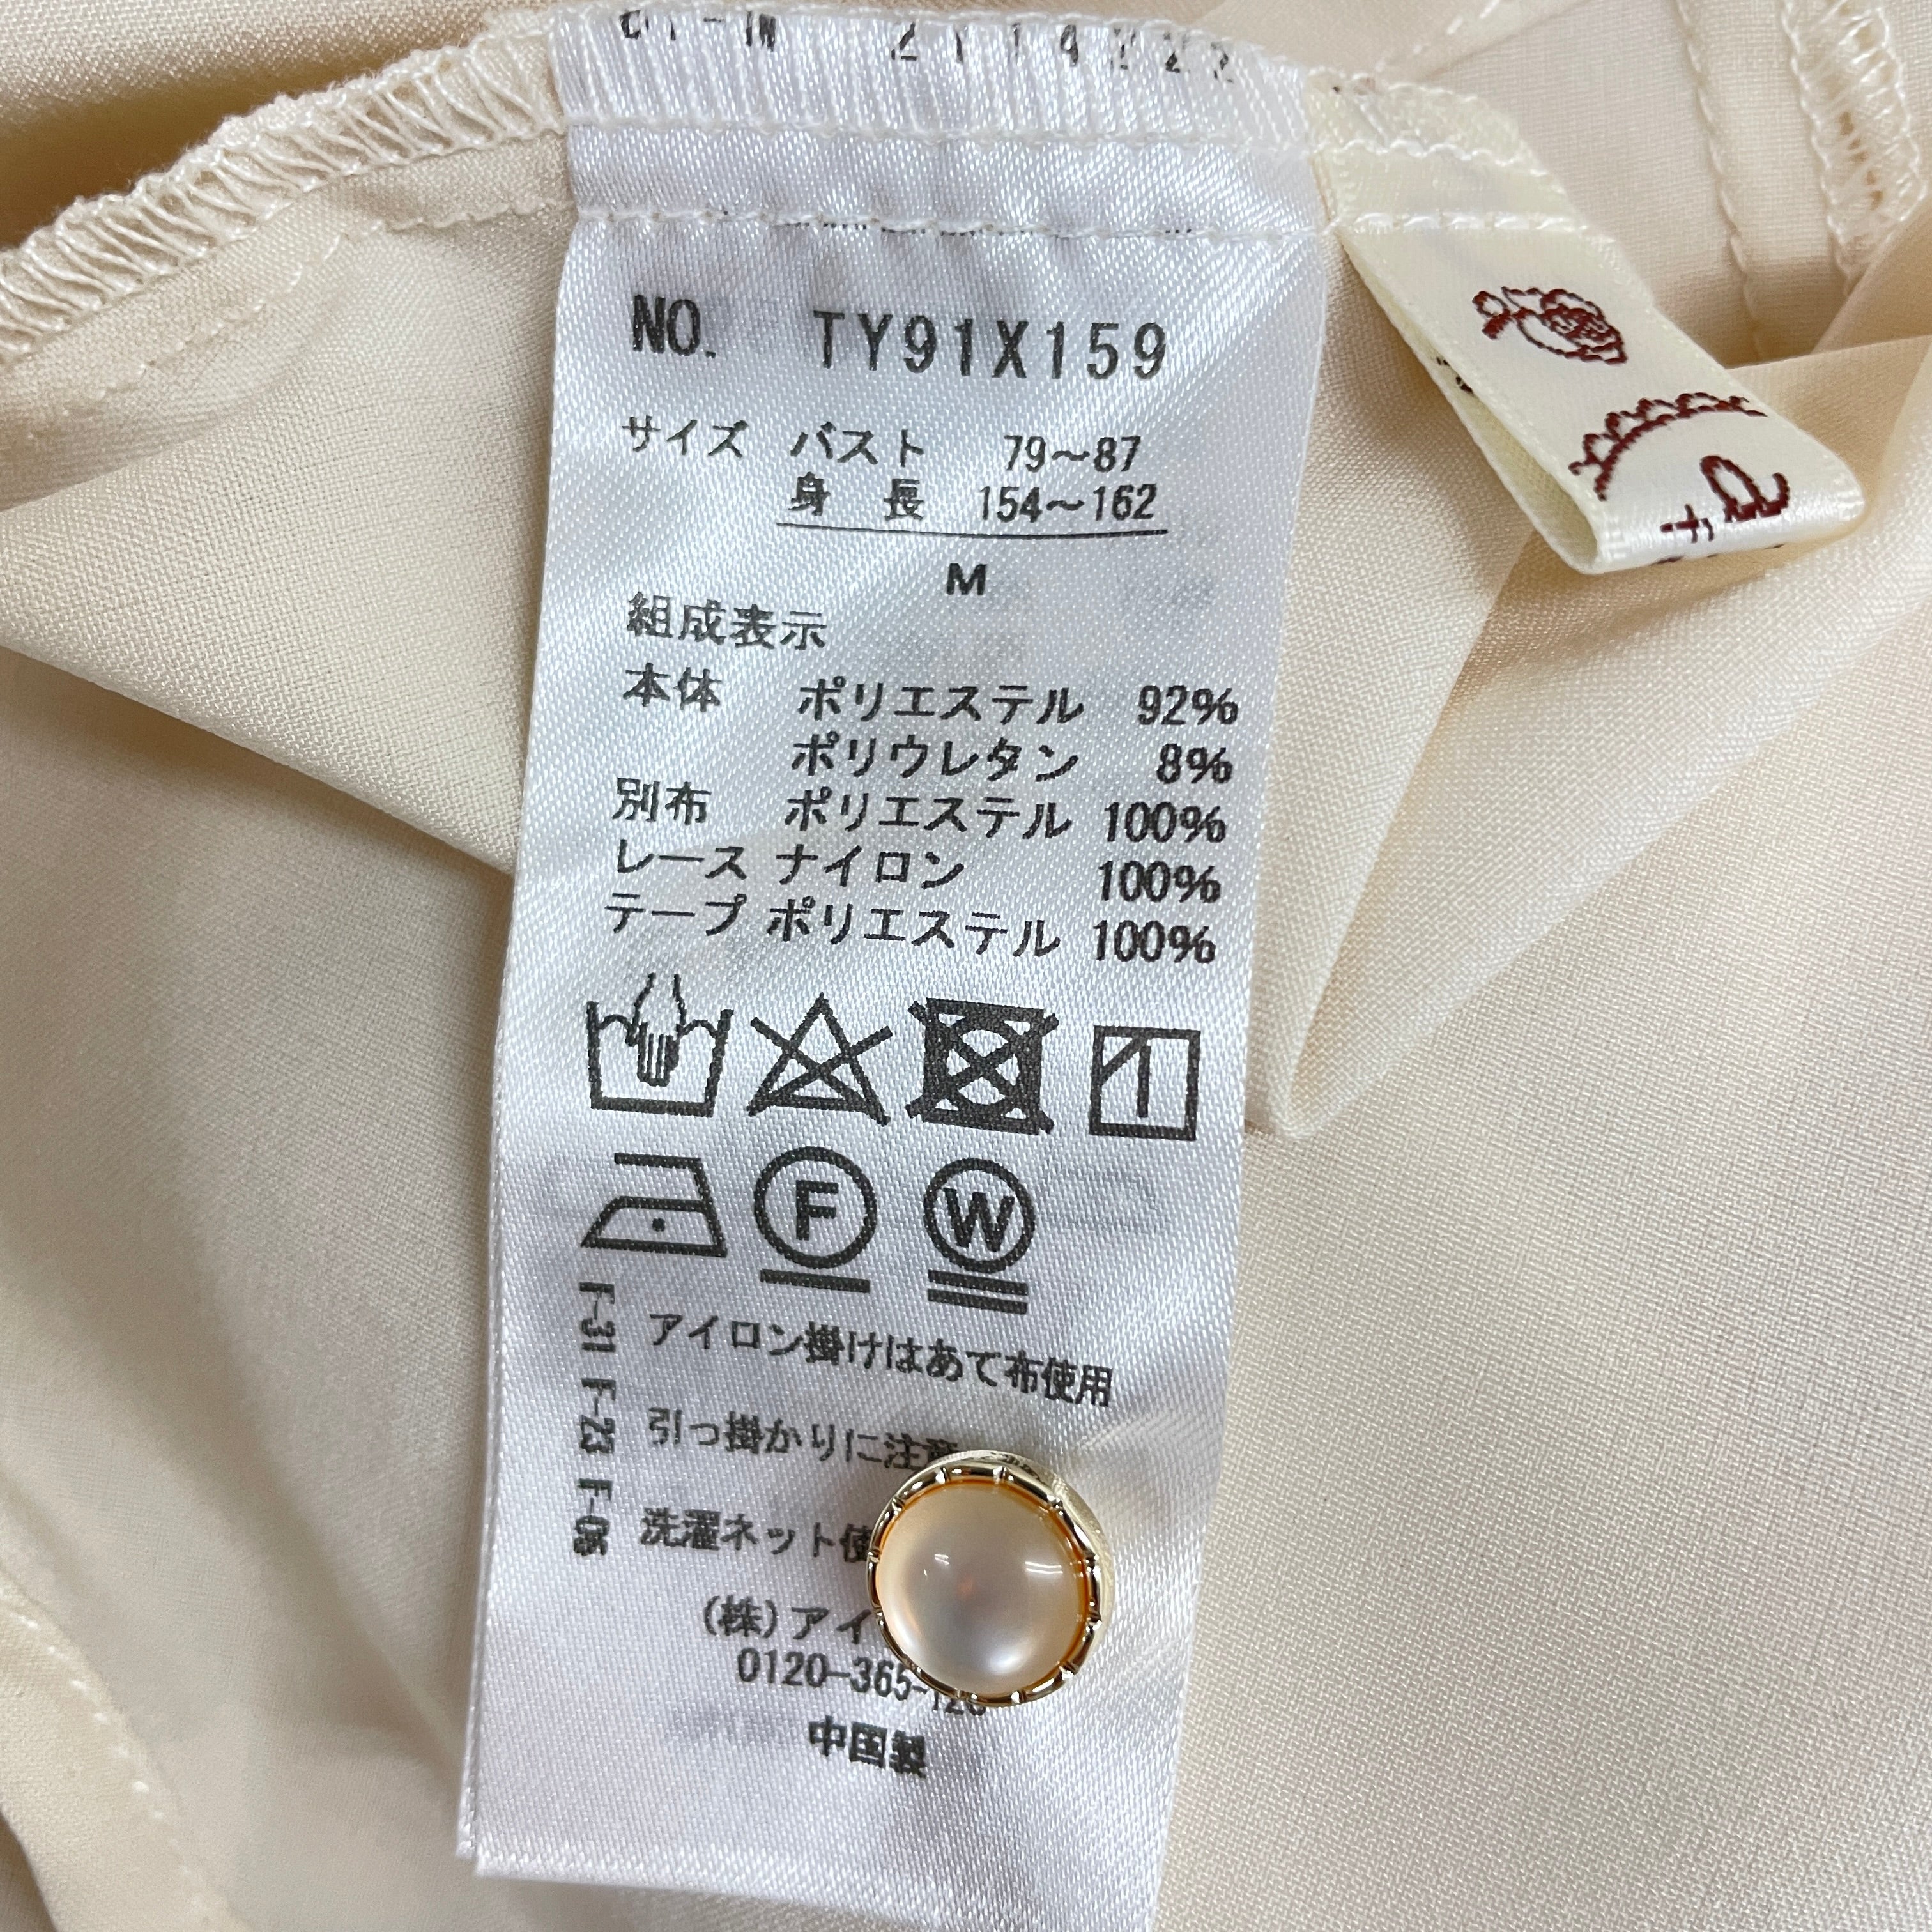 NO. TY91X159
サイズ バスト 79～87
身 長 154～162
M
組成表示
本体 ポリエステル 92%
ポリウレタン 8%
別布 ポリエステル 100%
レース ナイロン 100%
テープ ポリエステル 100%
F
W
F-31 F-23 F-06
アイロン掛けはあて布使用
引っ掛かりに注意
洗濯ネット使
(株)アイ
0120-365-
中国製